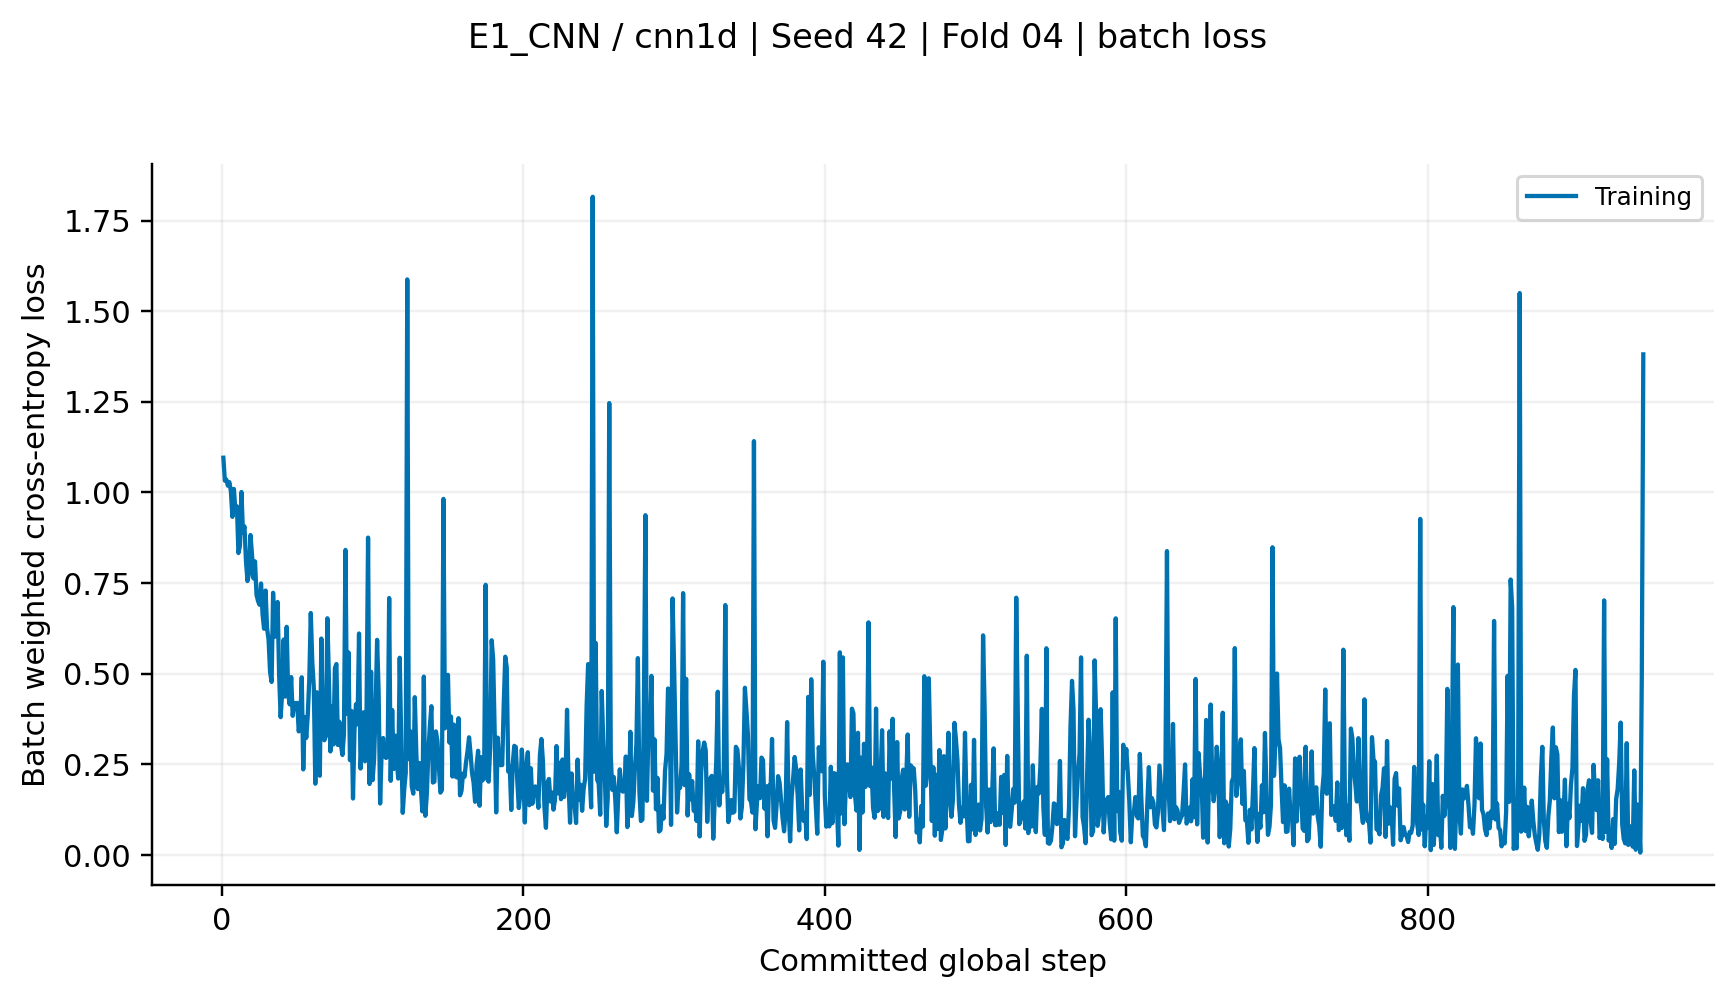 E1_CNN / cnn1d | Seed 42 | Fold 04 | batch loss
Training
Batch weighted cross-entropy loss
1.75
1.50
1.25
1.00
0.75
0.50
0.25
0.00
0 200 400 600 800
Committed global step